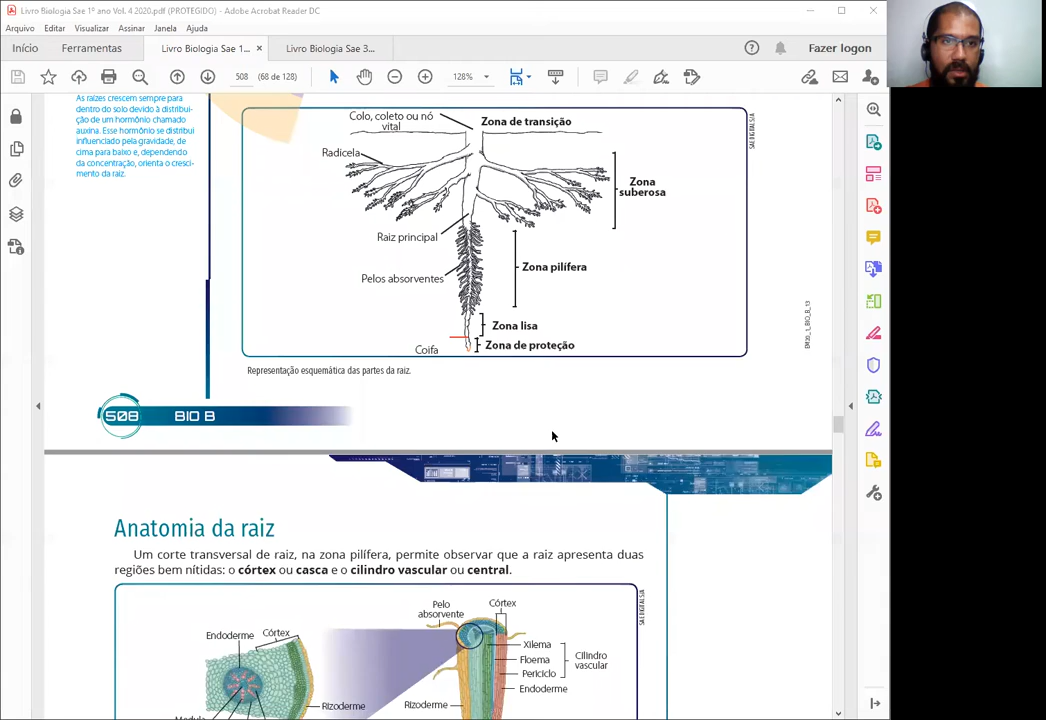 Livro Biologia Sae 1º ano Vol. 4 2020.pdf (PROTEGIDO) - Adobe Acrobat Reader DC
Arquivo Editar Visualizar Assinar Janela Ajuda
Início Ferramentas Livro Biologia Sae 1... × Livro Biologia Sae 3... Fazer logon
508 (68 de 128) 128%
As raízes crescem sempre para
dentro do solo devido à distribui-
ção de um hormônio chamado
auxina. Esse hormônio se distribui
influenciado pela gravidade, de
cima para baixo e, dependendo
da concentração, orienta o cresci-
mento da raiz.
Colo, coleto ou nó
vital
Zona de transição
Radicela
Zona
suberosa
Raiz principal
Zona pilífera
Pelos absorventes
Zona lisa
Zona de proteção
Coifa
SAE DIGITAL S/A
EM20_1_BIO_B_13
Representação esquemática das partes da raiz.
508 BIO B
Anatomia da raiz
Um corte transversal de raiz, na zona pilífera, permite observar que a raiz apresenta duas
regiões bem nítidas: o córtex ou casca e o cilindro vascular ou central.
Pelo
absorvente
Córtex
SAE DIGITAL S/A
Endoderme Córtex
Xilema
Floema
Periciclo
Cilindro
vascular
Endoderme
Rizoderme
Rizoderme
Medula